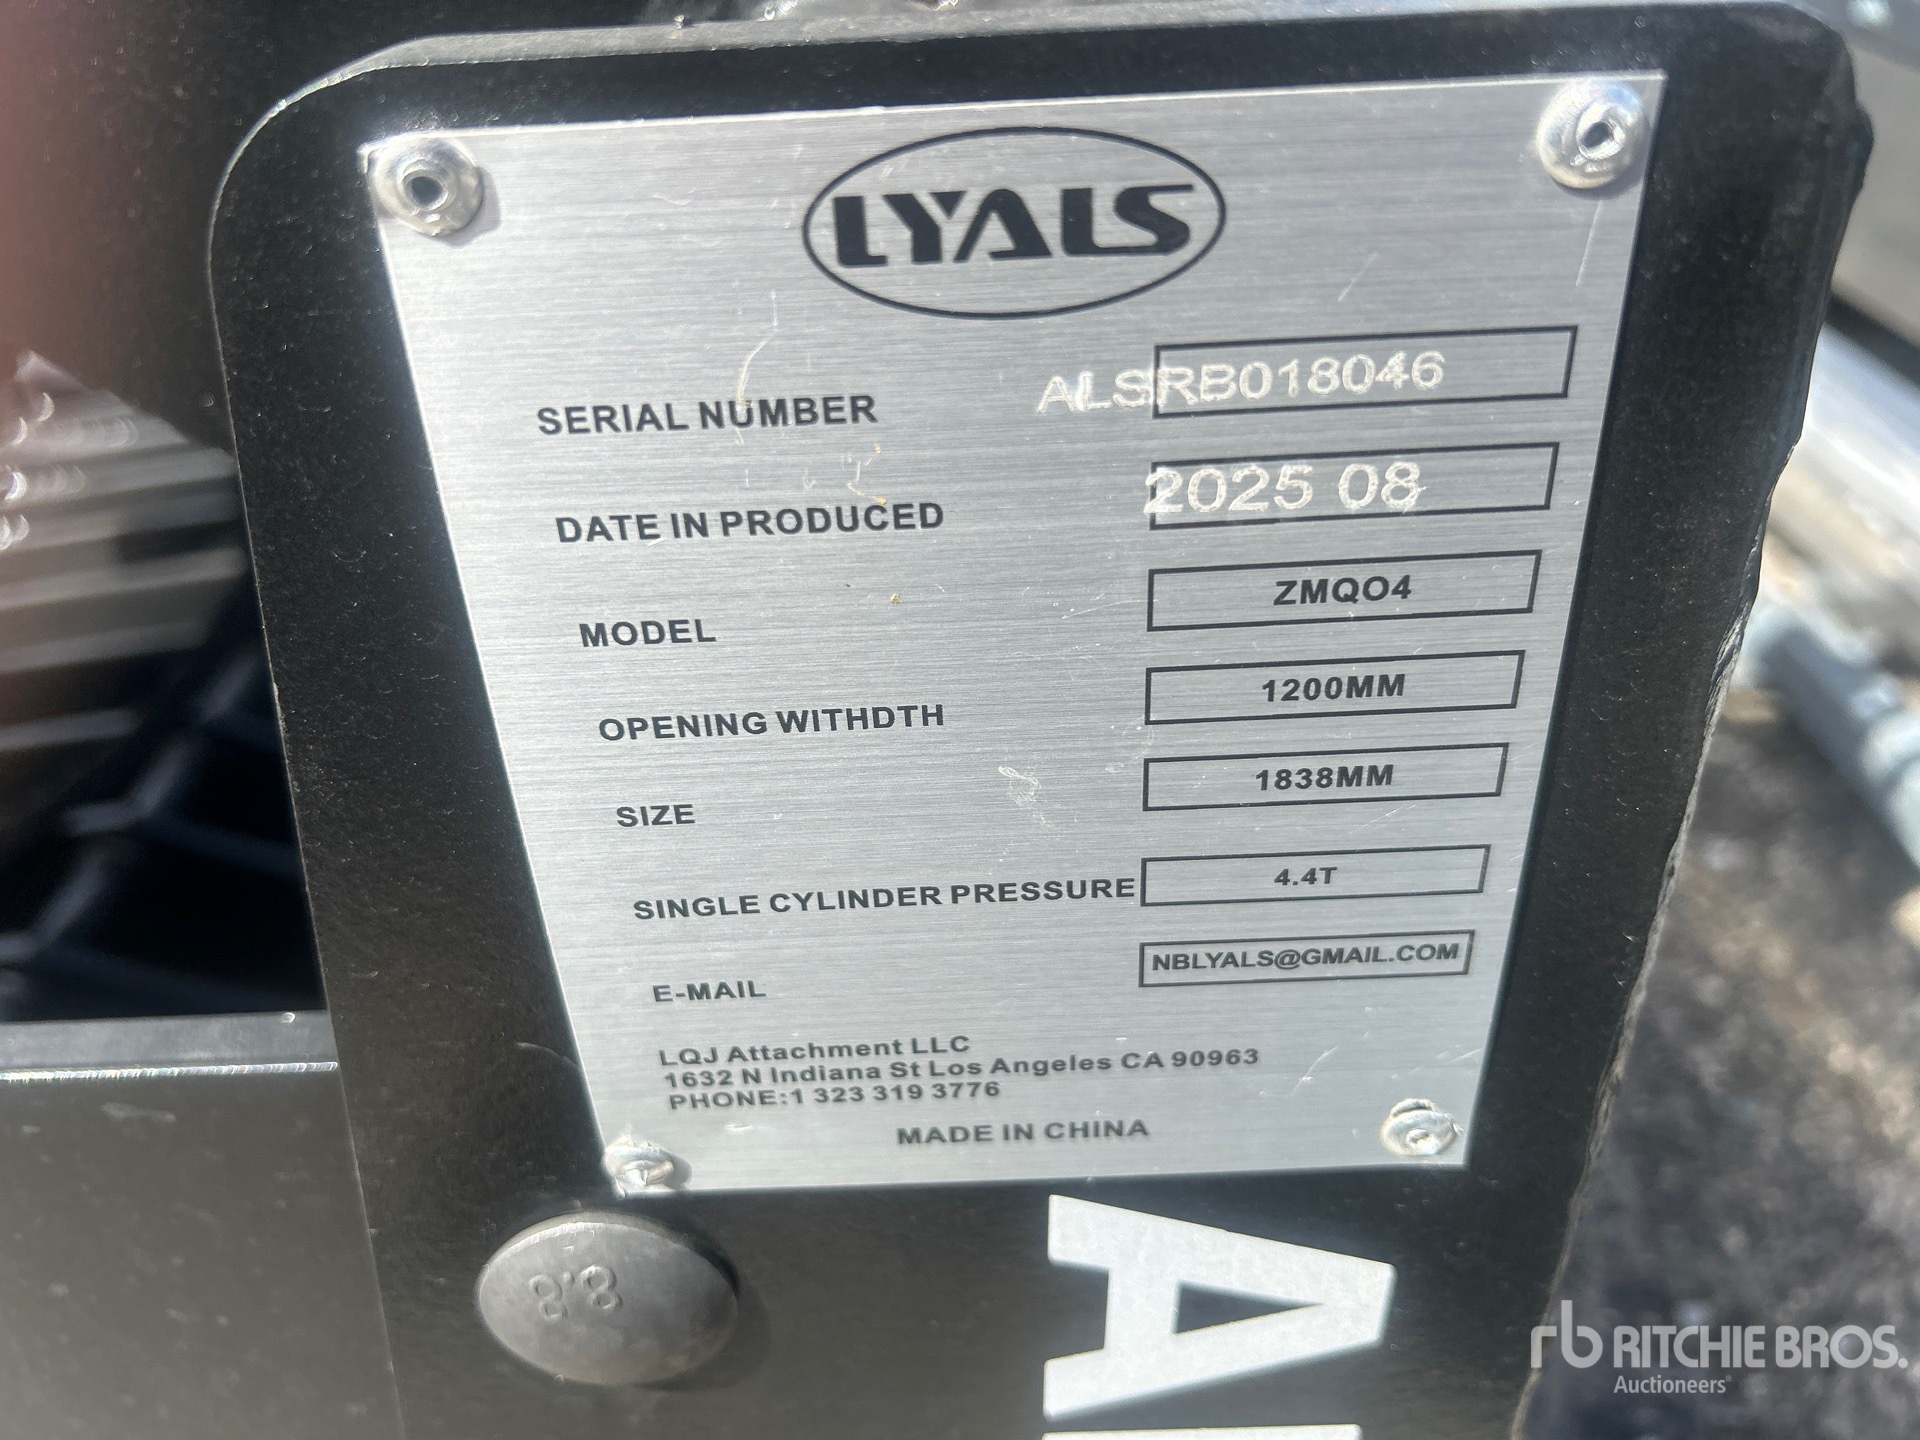 LYALS
SERIAL NUMBER ALSRB018046
DATE IN PRODUCED 2025 08
MODEL ZMQO4
OPENING WITHDTH 1200MM
SIZE 1838MM
SINGLE CYLINDER PRESSURE 4.4T
E-MAIL NBLYALS@GMAIL.COM
LQJ Attachment LLC
1632 N Indiana St Los Angeles CA 90963
PHONE:1 323 319 3776
MADE IN CHINA
8.8
A
rb RITCHIE BROS.
Auctioneers